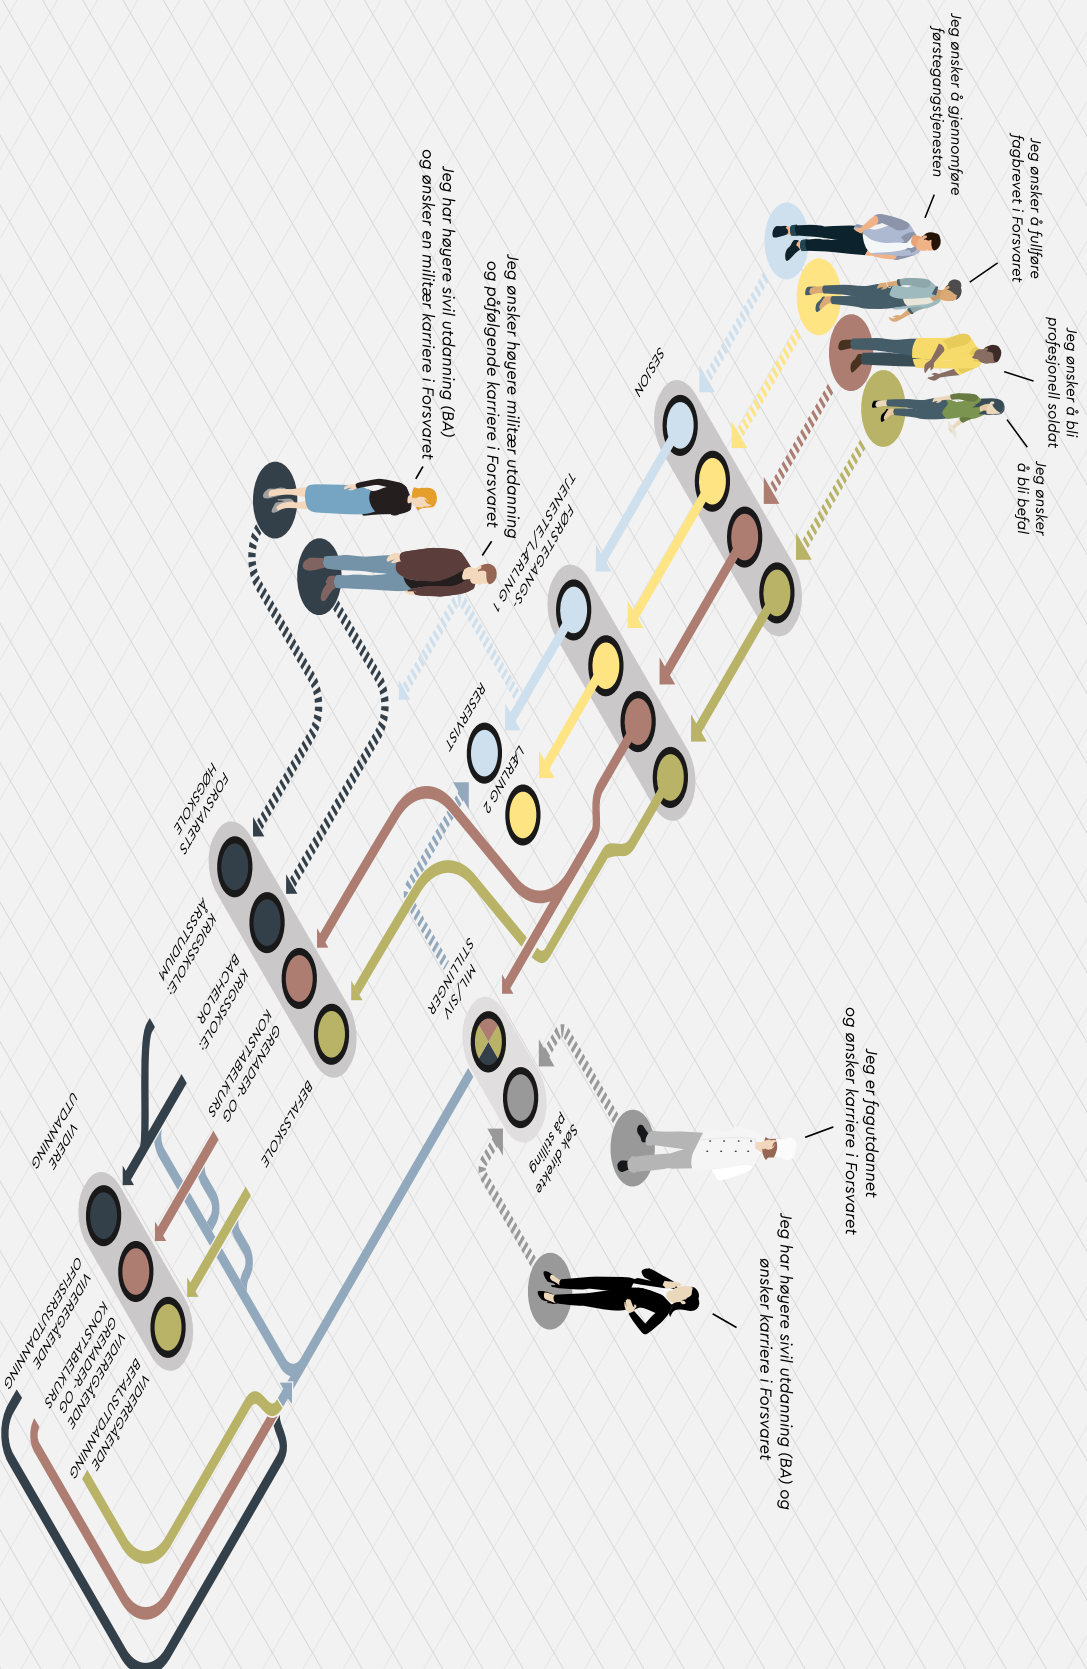 Jeg ønsker å gjennomføre
førstegangstjenesten
Jeg ønsker å fullføre
fagbrevet i Forsvaret
Jeg ønsker å bli
profesjonell soldat
Jeg ønsker
å bli befal
SESJON
FØRSTEGANGS-
TJENESTE/LÆRLING 1
RESERVIST
LÆRLING 2
Jeg ønsker høyere militær utdanning
og påfølgende karriere i Forsvaret
Jeg har høyere sivil utdanning (BA)
og ønsker en militær karriere i Forsvaret
FORSVARETS
HØGSKOLE
KRIGSSKOLE:
ÅRSSTUDIUM
KRIGSSKOLE:
BACHELOR
GRENADER- OG
KONSTABELKURS
BEFALSSKOLE
MIL/SIV
STILLINGER
Søk direkte
på stilling
Jeg er fagutdannet
og ønsker karriere i Forsvaret
Jeg har høyere sivil utdanning (BA) og
ønsker karriere i Forsvaret
VIDERE
UTDANNING
VIDEREGÅENDE
OFFISERSUTDANNING
VIDEREGÅENDE
GRENADER- OG
KONSTABELKURS
VIDEREGÅENDE
BEFALSUTDANNING